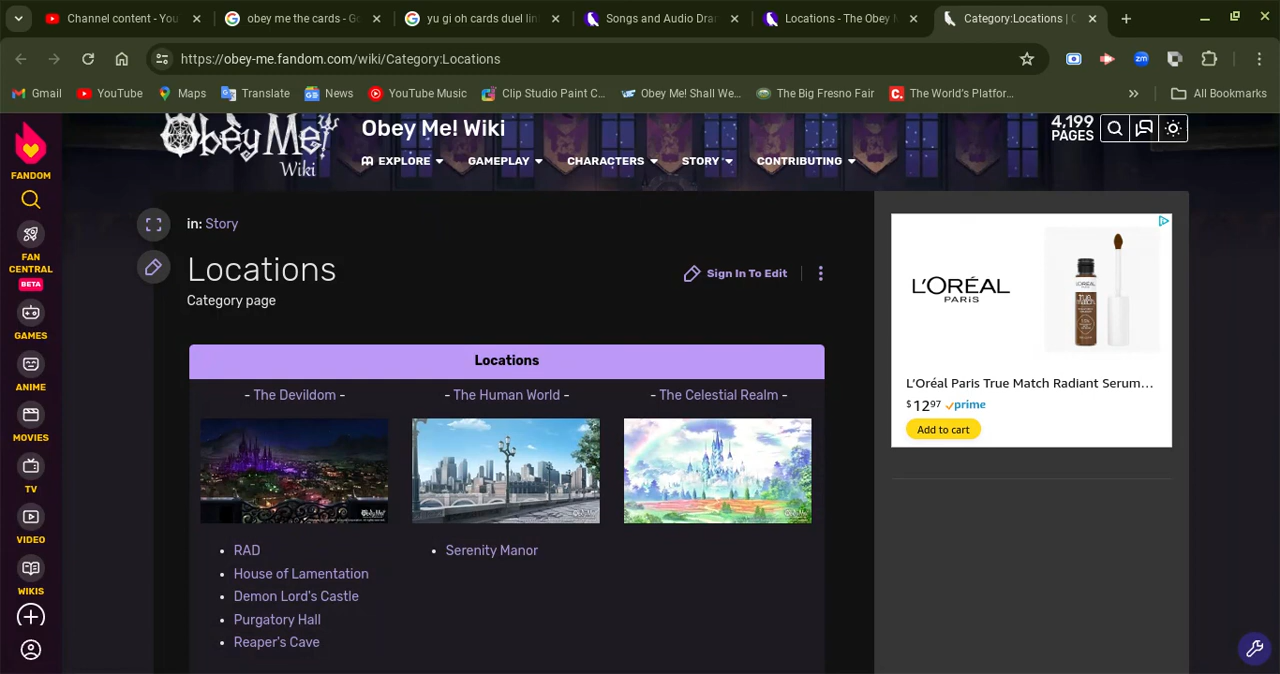 Channel content - You
obey me the cards - Go
yu gi oh cards duel lin
Songs and Audio Dra
Locations - The Obey M
Category:Locations | O
https://obey-me.fandom.com/wiki/Category:Locations
zm
Gmail
YouTube
Maps
Translate
News
YouTube Music
Clip Studio Paint C...
Obey Me! Shall We...
The Big Fresno Fair
The World's Platfor...
All Bookmarks
Obey Me!
Wiki
Obey Me! Wiki
4,199
PAGES
EXPLORE
GAMEPLAY
CHARACTERS
STORY
CONTRIBUTING
FANDOM
FAN
CENTRAL
BETA
GAMES
ANIME
MOVIES
TV
VIDEO
WIKIS
in: Story
Locations
Category page
Sign In To Edit
Locations
- The Devildom -
- The Human World -
- The Celestial Realm -
• RAD
• House of Lamentation
• Demon Lord's Castle
• Purgatory Hall
• Reaper's Cave
• Serenity Manor
L'ORÉAL
PARIS
L'Oréal Paris True Match Radiant Serum...
$12.97 prime
Add to cart